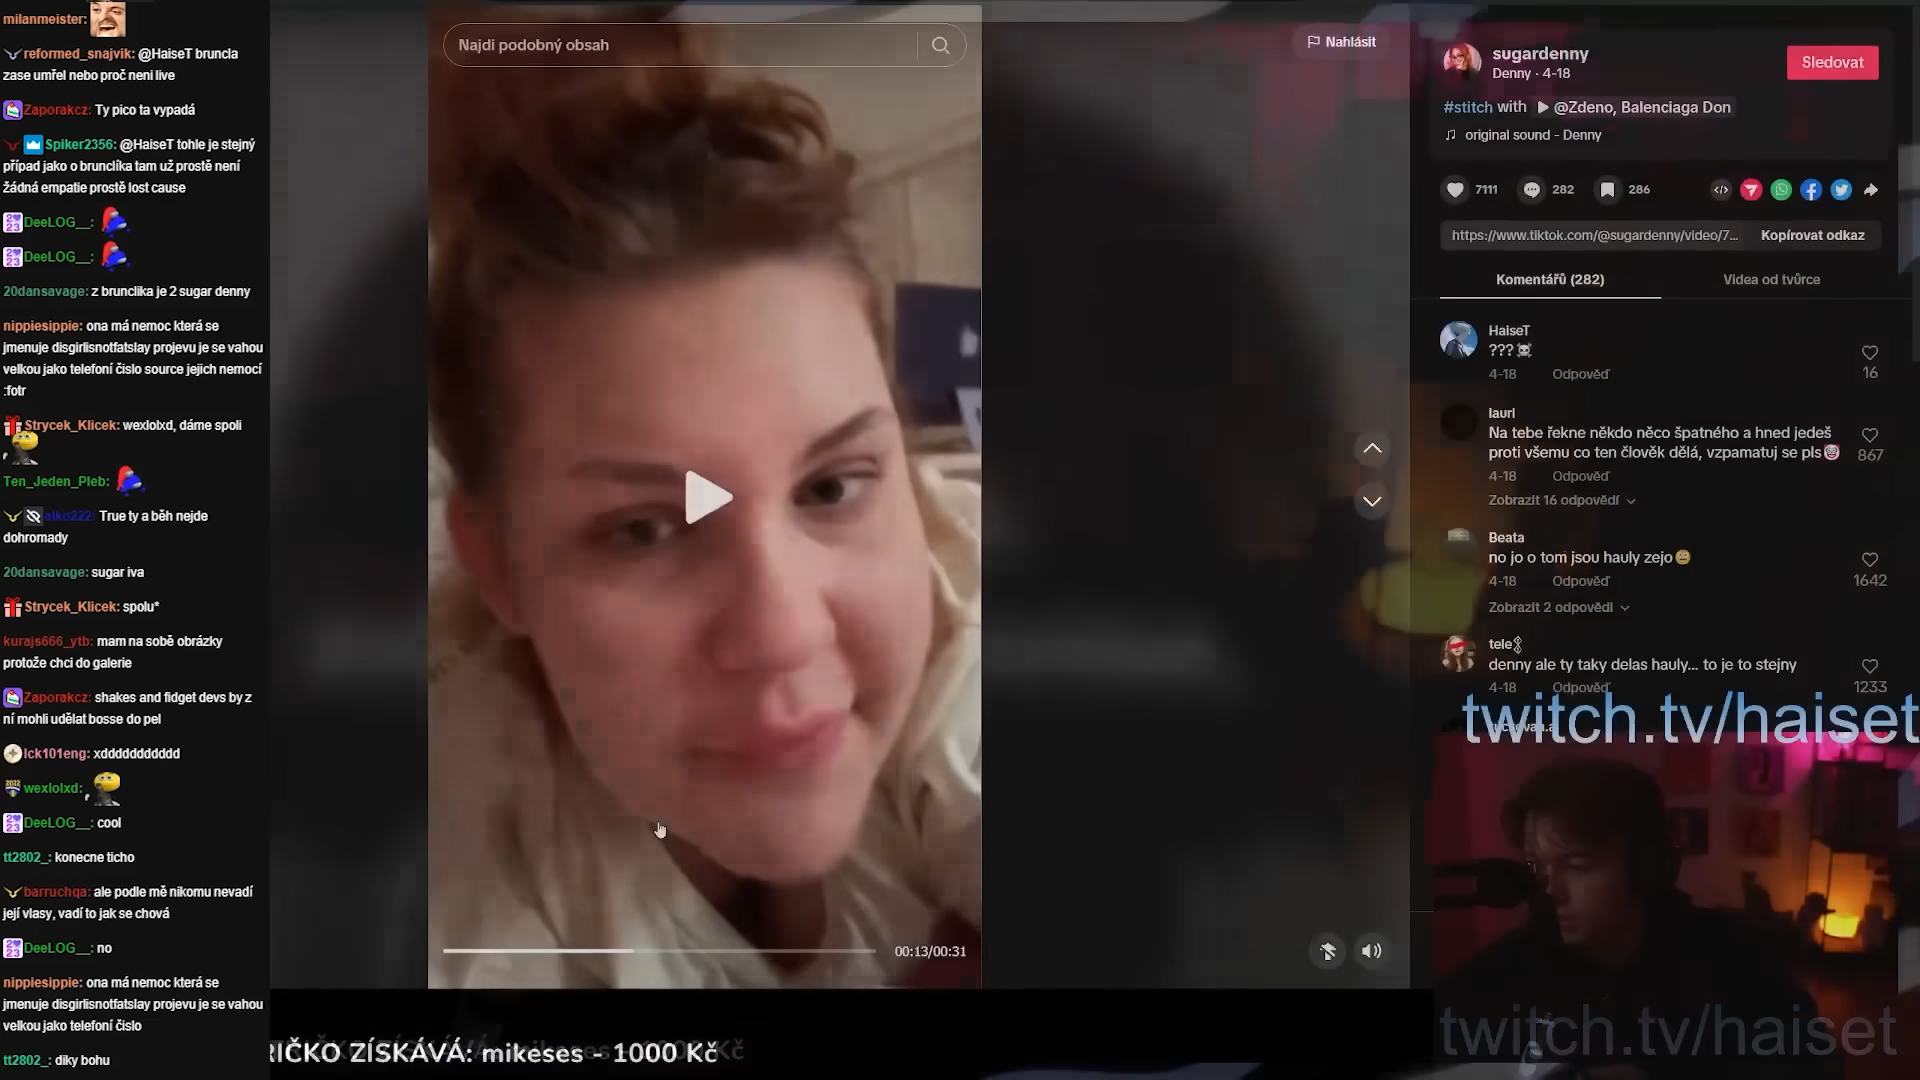 milanmeister:
reformed_snajvik: @HaiseT bruncla
zase umřel nebo proč neni live
Zaporakcz: Ty pico ta vypadá
Spiker2356: @HaiseT tohle je stejný
případ jako o brunclíka tam už prostě není
žádná empatie prostě lost cause
DeeLOG__:
DeeLOG__:
20dansavage: z brunclika je 2 sugar denny
nippiesippie: ona má nemoc která se
jmenuje disgirlisnotfatslay projevu je se vahou
velkou jako telefoní čislo source jejich nemocí
:fotr
Strycek_Klicek: wexlolxd, dáme spoli
Ten_Jeden_Pleb:
alko222: True ty a běh nejde
dohromady
20dansavage: sugar iva
Strycek_Klicek: spolu*
kurajs666_ytb: mam na sobě obrázky
protože chci do galerie
Zaporakcz: shakes and fidget devs by z
ní mohli udělat bosse do pel
Ick101eng: xddddddddddd
wexlolxd:
DeeLOG__: cool
tt2802_: konecne ticho
barruchqa: ale podle mě nikomu nevadí
její vlasy, vadí to jak se chová
DeeLOG__: no
nippiesippie: ona má nemoc která se
jmenuje disgirlisnotfatslay projevu je se vahou
velkou jako telefoní čislo
tt2802_: diky bohu
Najdi podobný obsah
Nahlásit
00:13/00:31
sugardenny
Denny · 4-18
Sledovat
#stitch with @Zdeno, Balenciaga Don
original sound - Denny
7111 282 286
https://www.tiktok.com/@sugardenny/video/7... Kopírovat odkaz
Komentářů (282) Videa od tvůrce
HaiseT
???
4-18 Odpověď
16
lauri
Na tebe řekne někdo něco špatného a hned jedeš
proti všemu co ten člověk dělá, vzpamatuj se pls
867
4-18 Odpověď
Zobrazit 16 odpovědí
Beata
no jo o tom jsou hauly zejo
4-18 Odpověď
1642
Zobrazit 2 odpovědi
tele
denny ale ty taky delas hauly... to je to stejny
4-18 Odpověď
1233
twitch.tv/haiset
twitch.tv/haiset
RIČKO ZÍSKÁVÁ: mikeses - 1000 Kč